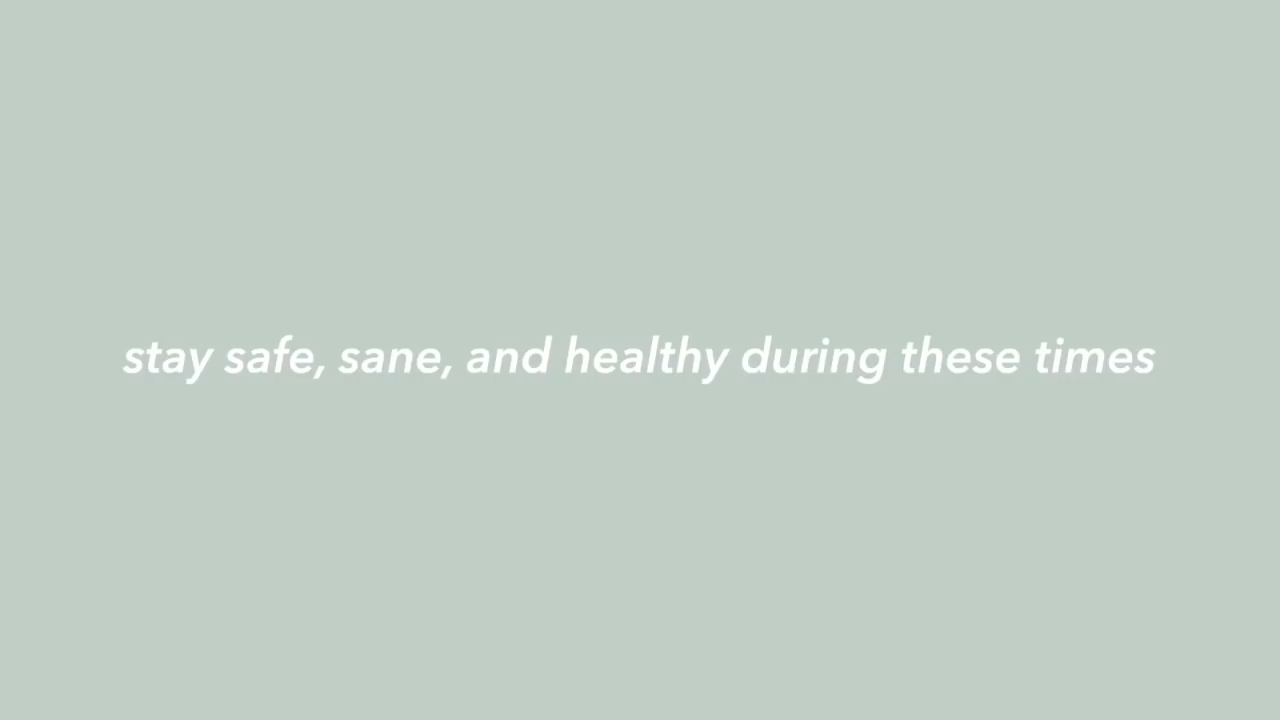 stay safe, sane, and healthy during these times